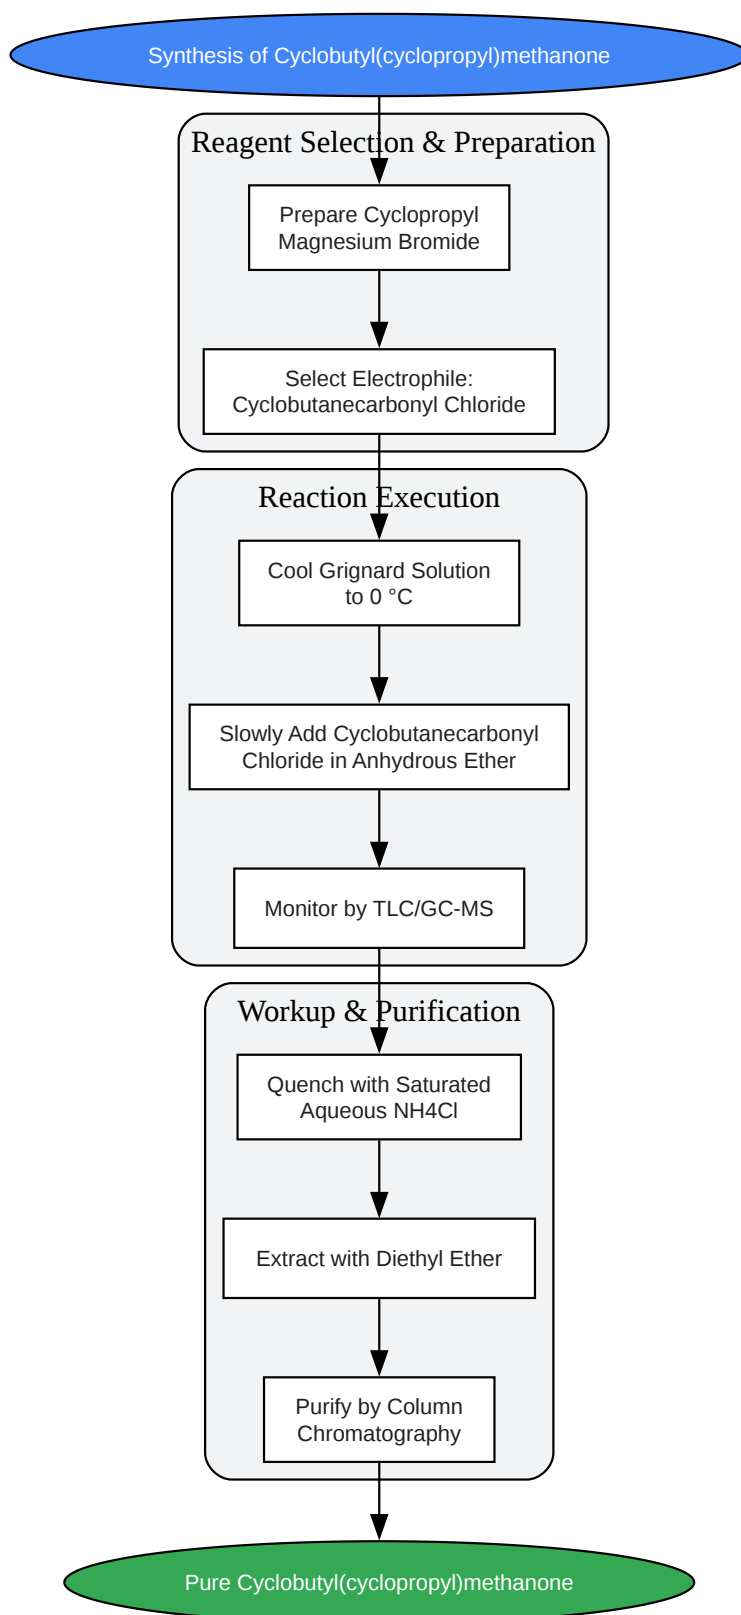 Synthesis of Cyclobutyl(cyclopropyl)methanone
Reagent Selection & Preparation
Prepare Cyclopropyl
Magnesium Bromide
Select Electrophile:
Cyclobutanecarbonyl Chloride
Reaction Execution
Cool Grignard Solution
to 0 °C
Slowly Add Cyclobutanecarbonyl
Chloride in Anhydrous Ether
Monitor by TLC/GC-MS
Workup & Purification
Quench with Saturated
Aqueous NH4Cl
Extract with Diethyl Ether
Purify by Column
Chromatography
Pure Cyclobutyl(cyclopropyl)methanone